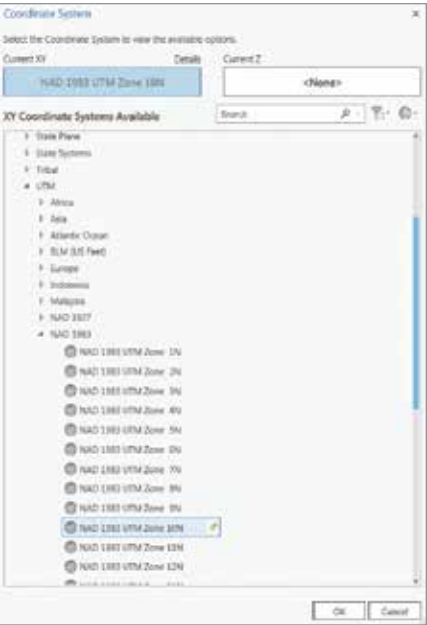 Coordinate System
Select the Coordinate System to view the available options.
Current XY Details Current Z
NAD 1983 UTM Zone 10N <None>
XY Coordinate Systems Available Search
State Plane
State Systems
Tribal
UTM
Africa
Asia
Atlantic Ocean
BLM (US Feet)
Europe
Indonesia
Malaysia
NAD 1927
NAD 1983
NAD 1983 UTM Zone 1N
NAD 1983 UTM Zone 2N
NAD 1983 UTM Zone 3N
NAD 1983 UTM Zone 4N
NAD 1983 UTM Zone 5N
NAD 1983 UTM Zone 6N
NAD 1983 UTM Zone 7N
NAD 1983 UTM Zone 8N
NAD 1983 UTM Zone 9N
NAD 1983 UTM Zone 10N
NAD 1983 UTM Zone 11N
NAD 1983 UTM Zone 12N
OK Cancel